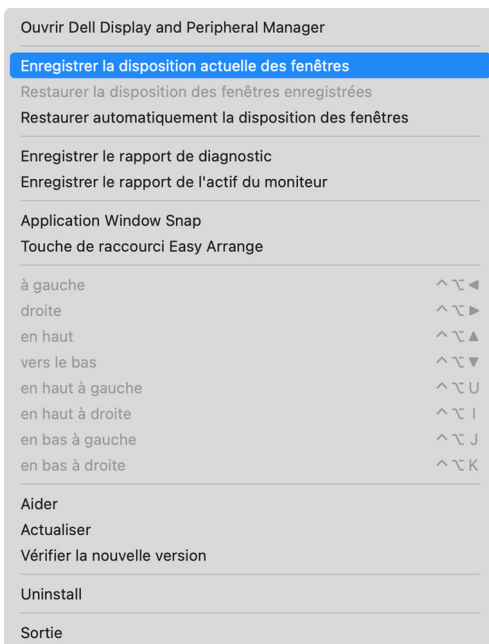 Ouvrir Dell Display and Peripheral Manager
Enregistrer la disposition actuelle des fenêtres
Restaurer la disposition des fenêtres enregistrées
Restaurer automatiquement la disposition des fenêtres
Enregistrer le rapport de diagnostic
Enregistrer le rapport de l'actif du moniteur
Application Window Snap
Touche de raccourci Easy Arrange
à gauche ^⌥◀
droite ^⌥▶
en haut ^⌥▲
vers le bas ^⌥▼
en haut à gauche ^⌥U
en haut à droite ^⌥I
en bas à gauche ^⌥J
en bas à droite ^⌥K
Aider
Actualiser
Vérifier la nouvelle version
Uninstall
Sortie